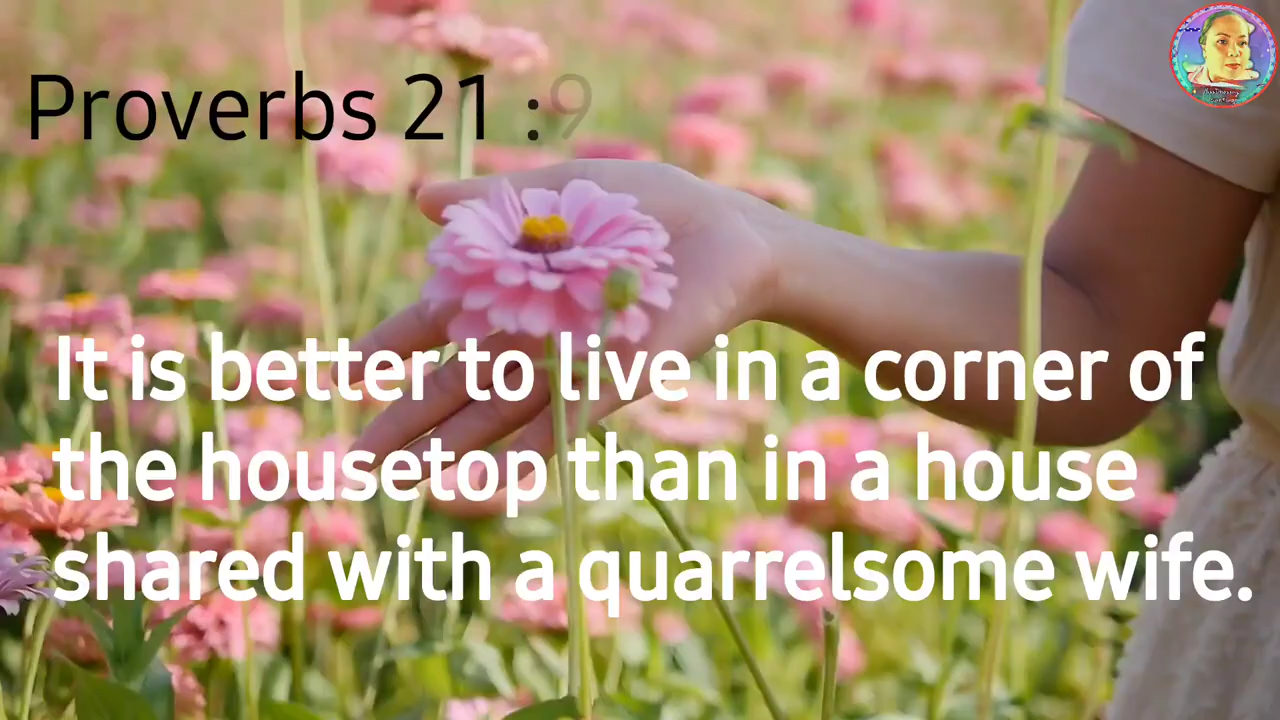 Proverbs 21 :9
It is better to live in a corner of
the housetop than in a house
shared with a quarrelsome wife.